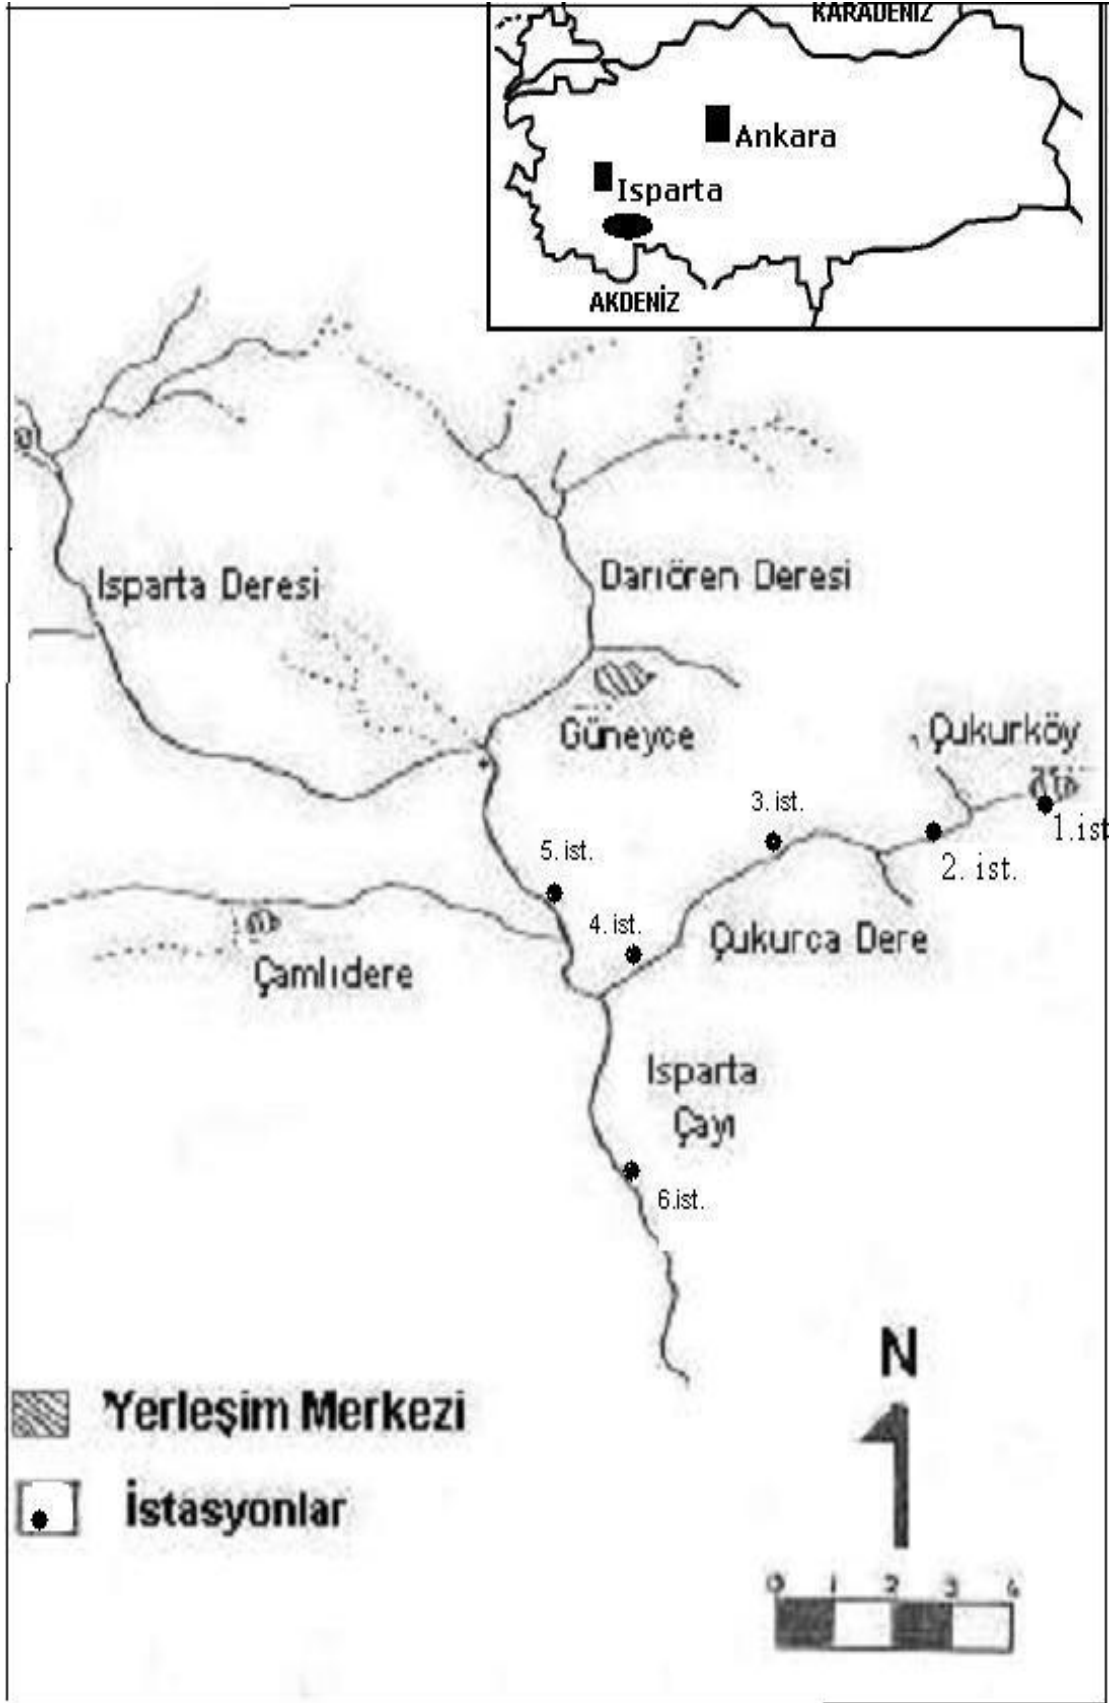 KARADENİZ
Ankara
Isparta
AKDENİZ
Isparta Deresi
Darıören Deresi
Güneyce
Çukurköy
3. ist.
1.ist
5. ist.
2. ist.
4. ist.
Çukurca Dere
Çamlıdere
Isparta
Çayı
6.ist.
N
Yerleşim Merkezi
İstasyonlar
0 1 2 3 4